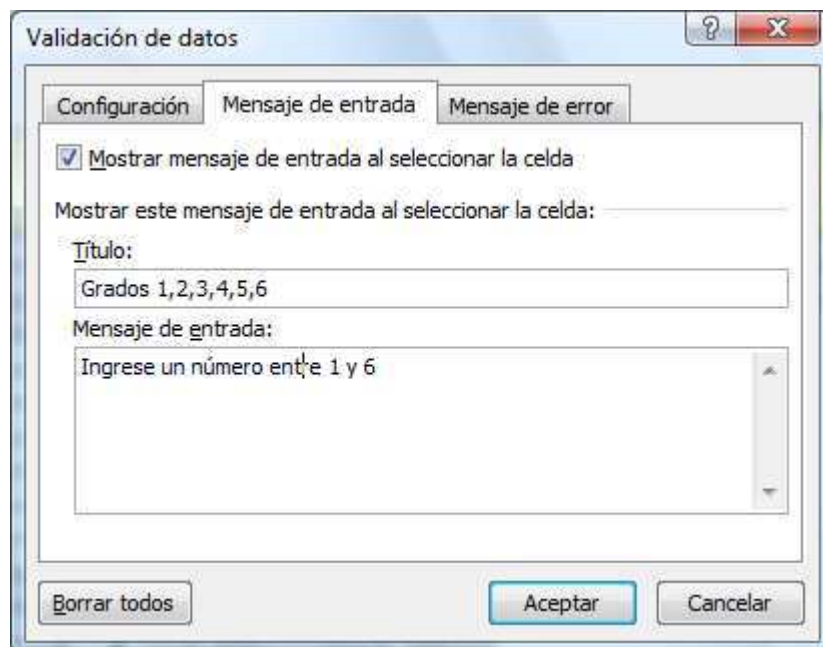 Validación de datos
Configuración Mensaje de entrada Mensaje de error
Mostrar mensaje de entrada al seleccionar la celda
Mostrar este mensaje de entrada al seleccionar la celda:
Título:
Grados 1,2,3,4,5,6
Mensaje de entrada:
Ingrese un número entre 1 y 6
Borrar todos Aceptar Cancelar